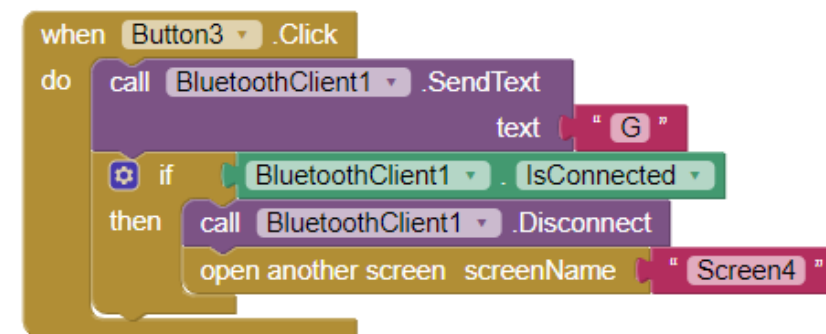 when Button3 .Click
do call BluetoothClient1 .SendText
text " G "
if BluetoothClient1 . IsConnected
then call BluetoothClient1 .Disconnect
open another screen screenName " Screen4 "